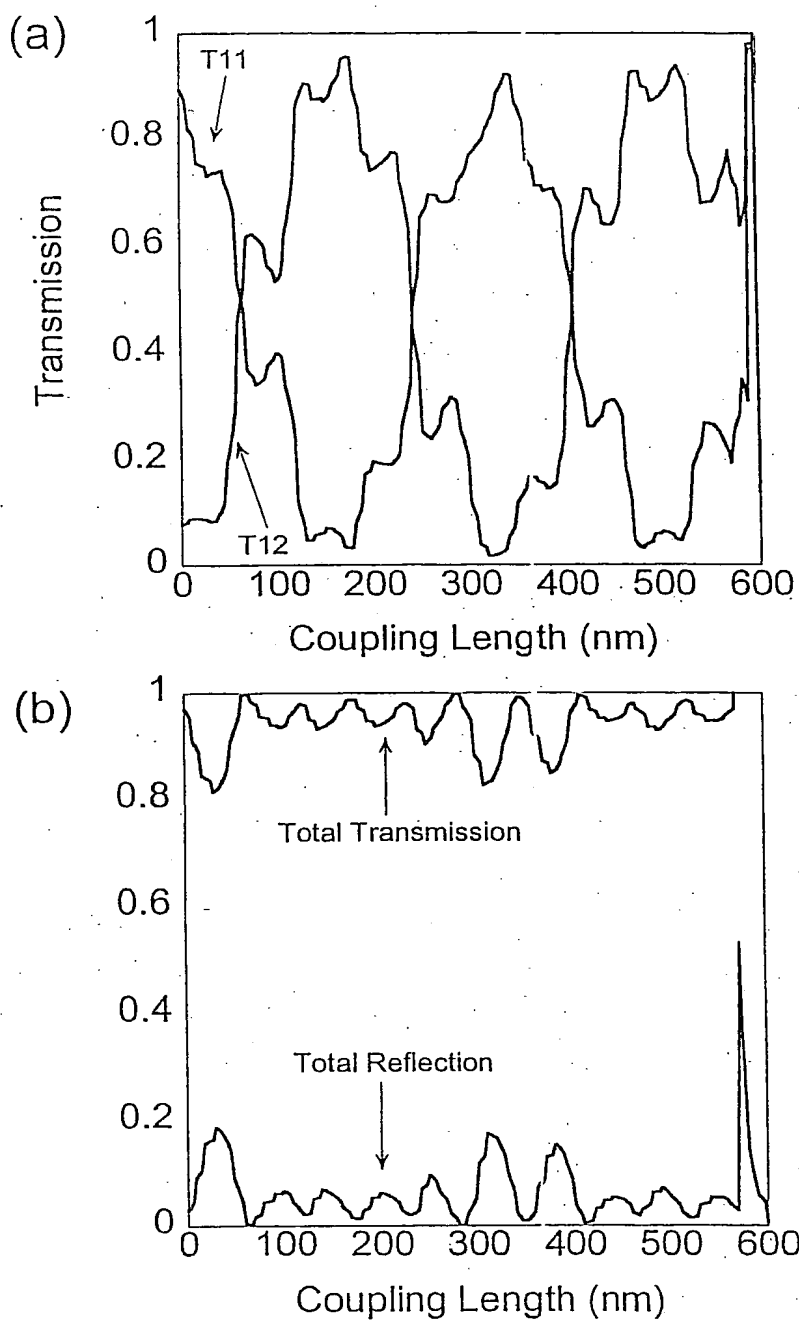 (a)
1
T11
0.8
0.6
Transmission
0.4
0.2
T12
0
0 100 200 300 400 500 600
Coupling Length (nm)
(b)
1
0.8
Total Transmission
0.6
0.4
Total Reflection
0.2
0
0 100 200 300 400 500 600
Coupling Length (nm)